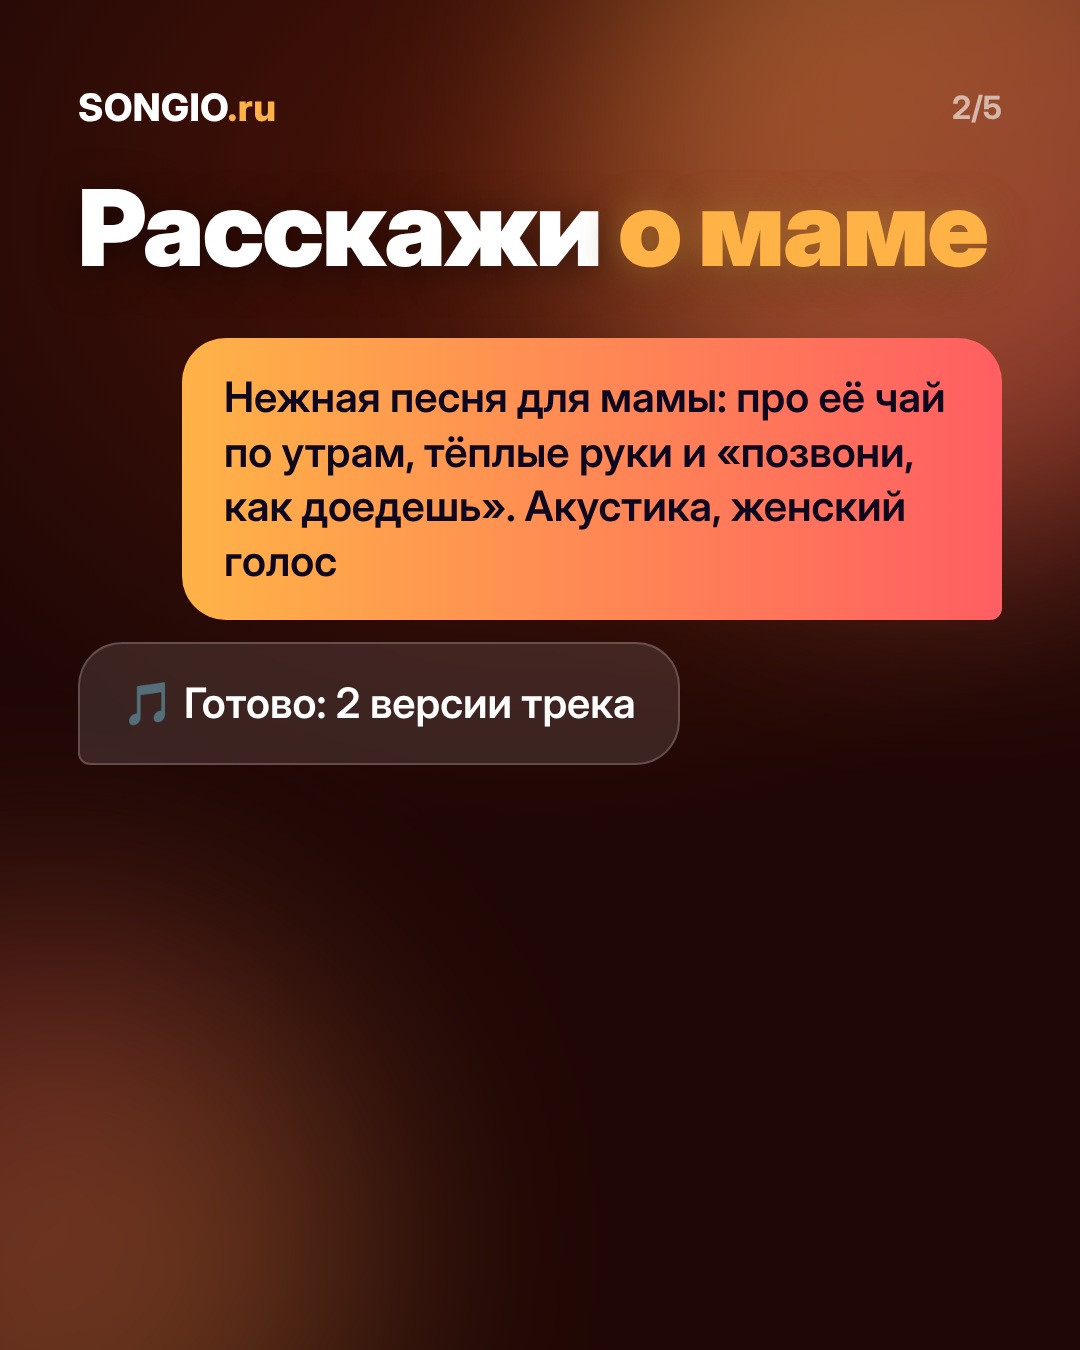 SONGIO.ru
2/5
Расскажи о маме
Нежная песня для мамы: про её чай
по утрам, тёплые руки и «позвони,
как доедешь». Акустика, женский
голос
🎵 Готово: 2 версии трека